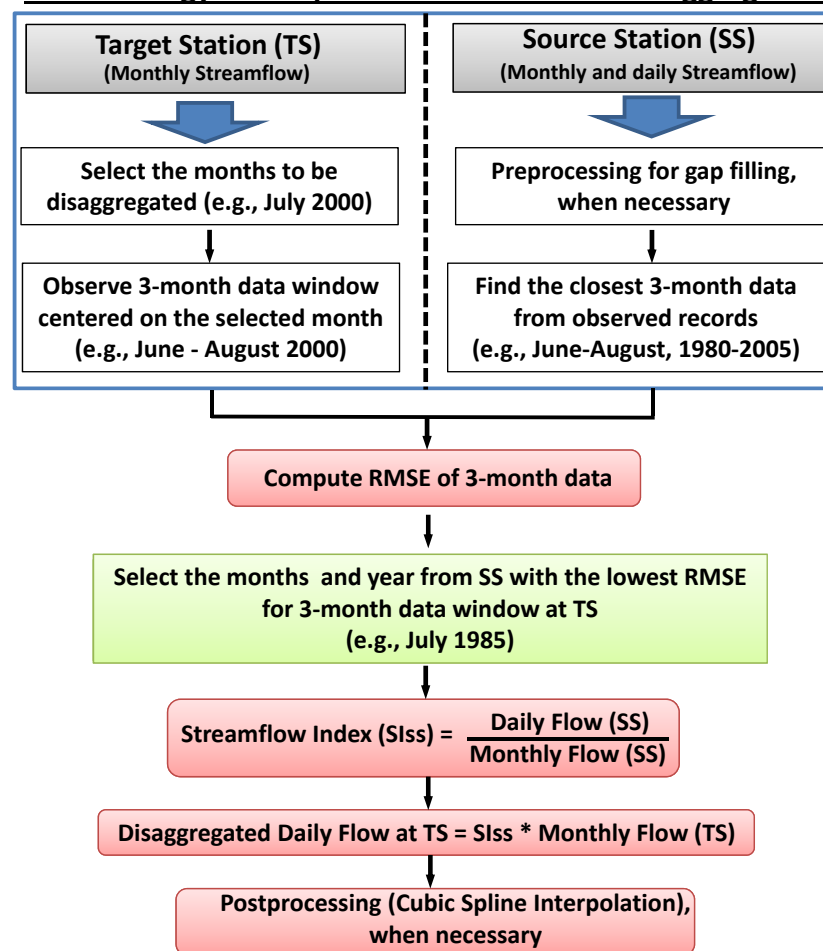 Target Station (TS)
(Monthly Streamflow)
Select the months to be
disaggregated (e.g., July 2000)
Observe 3-month data window
centered on the selected month
(e.g., June - August 2000)
Source Station (SS)
(Monthly and daily Streamflow)
Preprocessing for gap filling,
when necessary
Find the closest 3-month data
from observed records
(e.g., June-August, 1980-2005)
Compute RMSE of 3-month data
Select the months and year from SS with the lowest RMSE
for 3-month data window at TS
(e.g., July 1985)
Streamflow Index (SIss) = Daily Flow (SS)
Monthly Flow (SS)
Disaggregated Daily Flow at TS = SIss * Monthly Flow (TS)
Postprocessing (Cubic Spline Interpolation),
when necessary